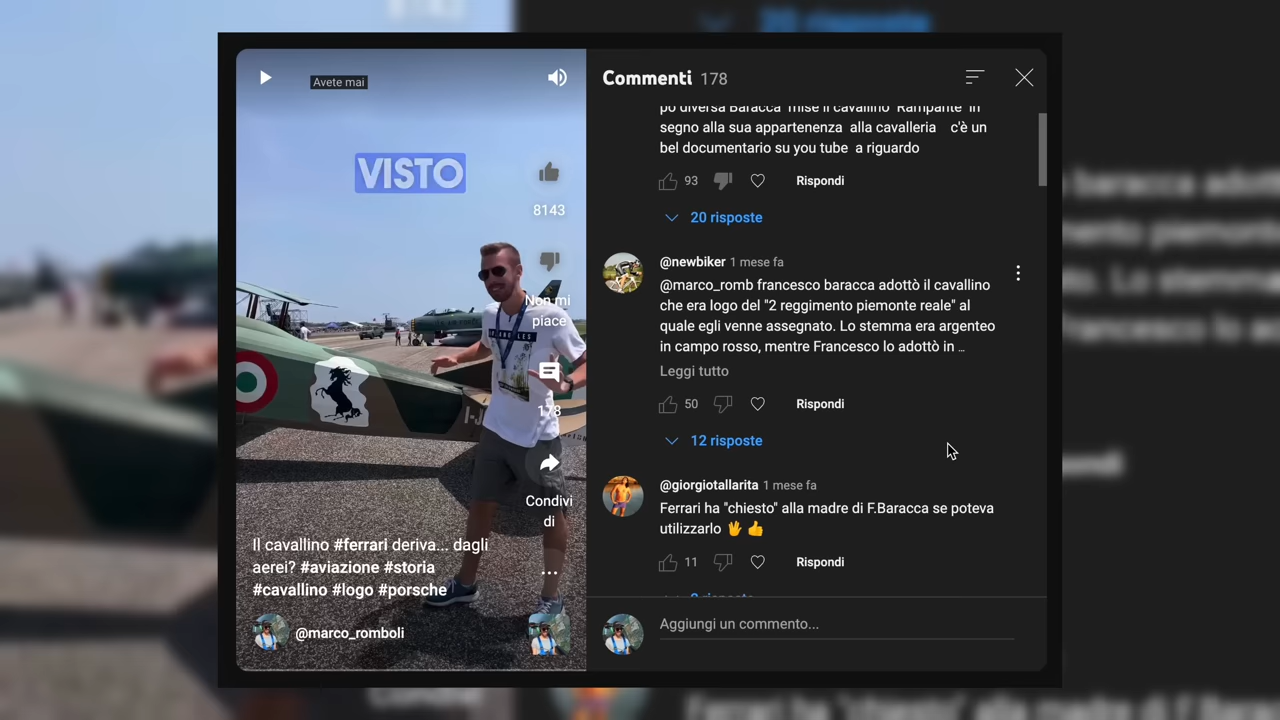 20 risposte
Avete mai
VISTO
8143
Non mi
piace
178
Condivi
di
Il cavallino #ferrari deriva... dagli
aerei? #aviazione #storia
#cavallino #logo #porsche
@marco_romboli
Commenti 178
po diversa Baracca mise il cavallino Rampante in
segno alla sua appartenenza alla cavalleria c'è un
bel documentario su you tube a riguardo
93 Rispondi
20 risposte
@newbiker 1 mese fa
@marco_romb francesco baracca adottò il cavallino
che era logo del "2 reggimento piemonte reale" al
quale egli venne assegnato. Lo stemma era argenteo
in campo rosso, mentre Francesco lo adottò in ...
Leggi tutto
50 Rispondi
12 risposte
@giorgiotallarita 1 mese fa
Ferrari ha "chiesto" alla madre di F.Baracca se poteva
utilizzarlo 🖖 👍
11 Rispondi
risposte
Aggiungi un commento...